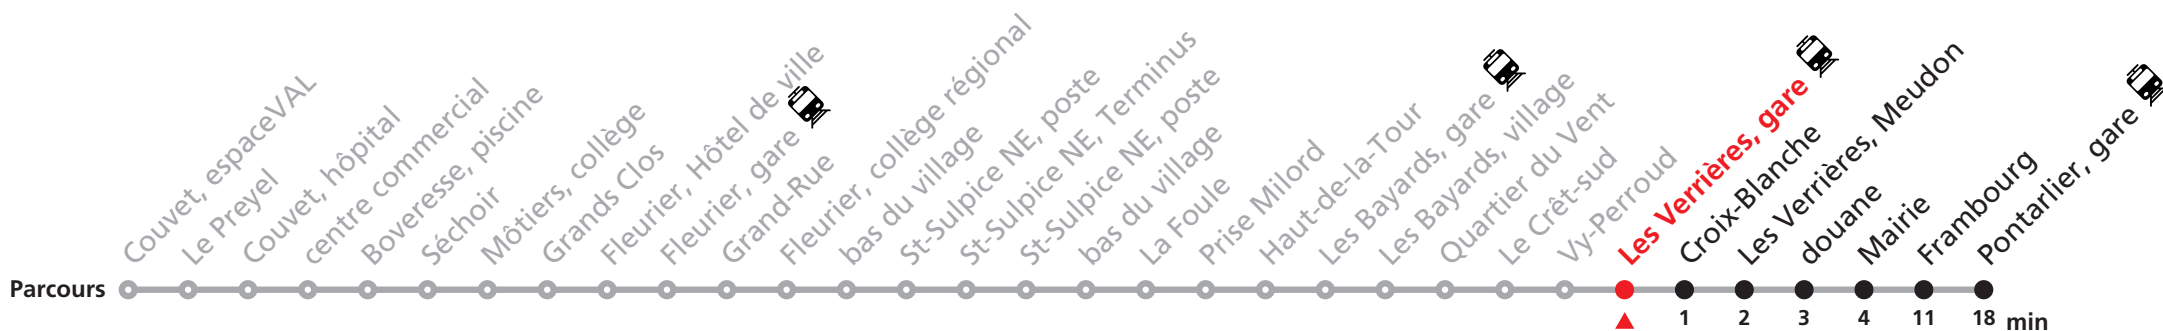 Couvet, espaceVAL
Le Preyel
Couvet, hôpital
centre commercial
Boveresse, piscine
Séchoir
Môtiers, collège
Grands Clos
Fleurier, Hôtel de ville
Fleurier, gare
Grand-Rue
Fleurier, collège régional
bas du village
St-Sulpice NE, poste
St-Sulpice NE, Terminus
St-Sulpice NE, poste
bas du village
La Foule
Prise Milord
Haut-de-la-Tour
Les Bayards, gare
Les Bayards, village
Quartier du Vent
Le Crêt-sud
Vy-Perroud
Les Verrières, gare
Croix-Blanche
Les Verrières, Meudon
douane
Mairie
Frambourg
Pontarlier, gare
Parcours
1 2 3 4 11 18 min